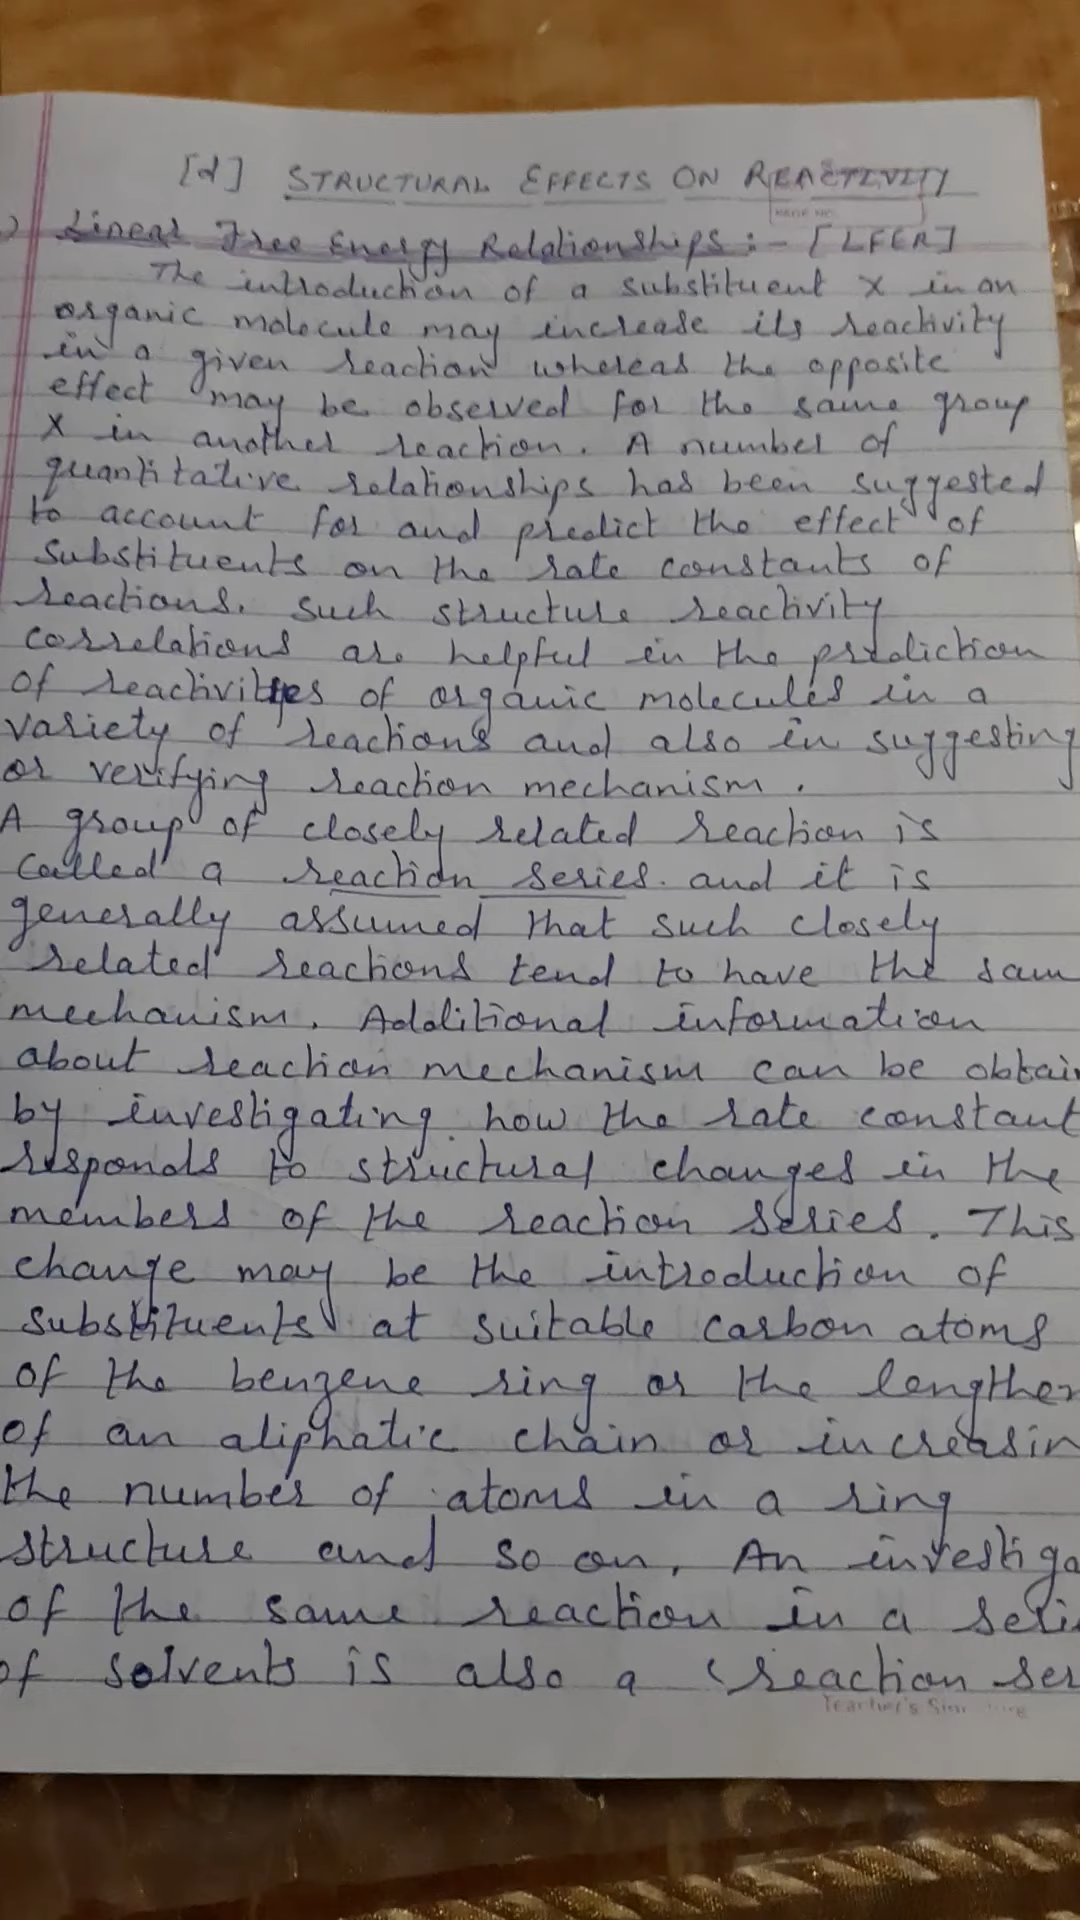 [d] STRUCTURAL EFFECTS ON REACTIVITY
PAGE NO.
) Linear Free Energy Relationships :- [LFER]
The introduction of a substituent X in an
organic molecule may increase its reactivity
in a given reaction whereas the opposite
effect may be observed for the same group
X in another reaction. A number of
quantitative relationships has been suggested
to account for and predict the effect of
substituents on the rate constants of
reactions. Such structure reactivity
correlations are helpful in the prediction
of reactivities of organic molecules in a
variety of reactions and also in suggesting
or verifying reaction mechanism.
A group of closely related reaction is
called a reaction series. and it is
generally assumed that such closely
related reactions tend to have the sam
mechanism. Additional information
about reaction mechanism can be obtai
by investigating how the rate constant
responds to structural changes in the
members of the reaction series. This
change may be the introduction of
substituents at suitable carbon atoms
of the benzene ring or the lengthen
of an aliphatic chain or increasin
the number of atoms in a ring
structure and so on. An investiga
of the same reaction in a seri
of solvents is also a reaction ser
Teacher's